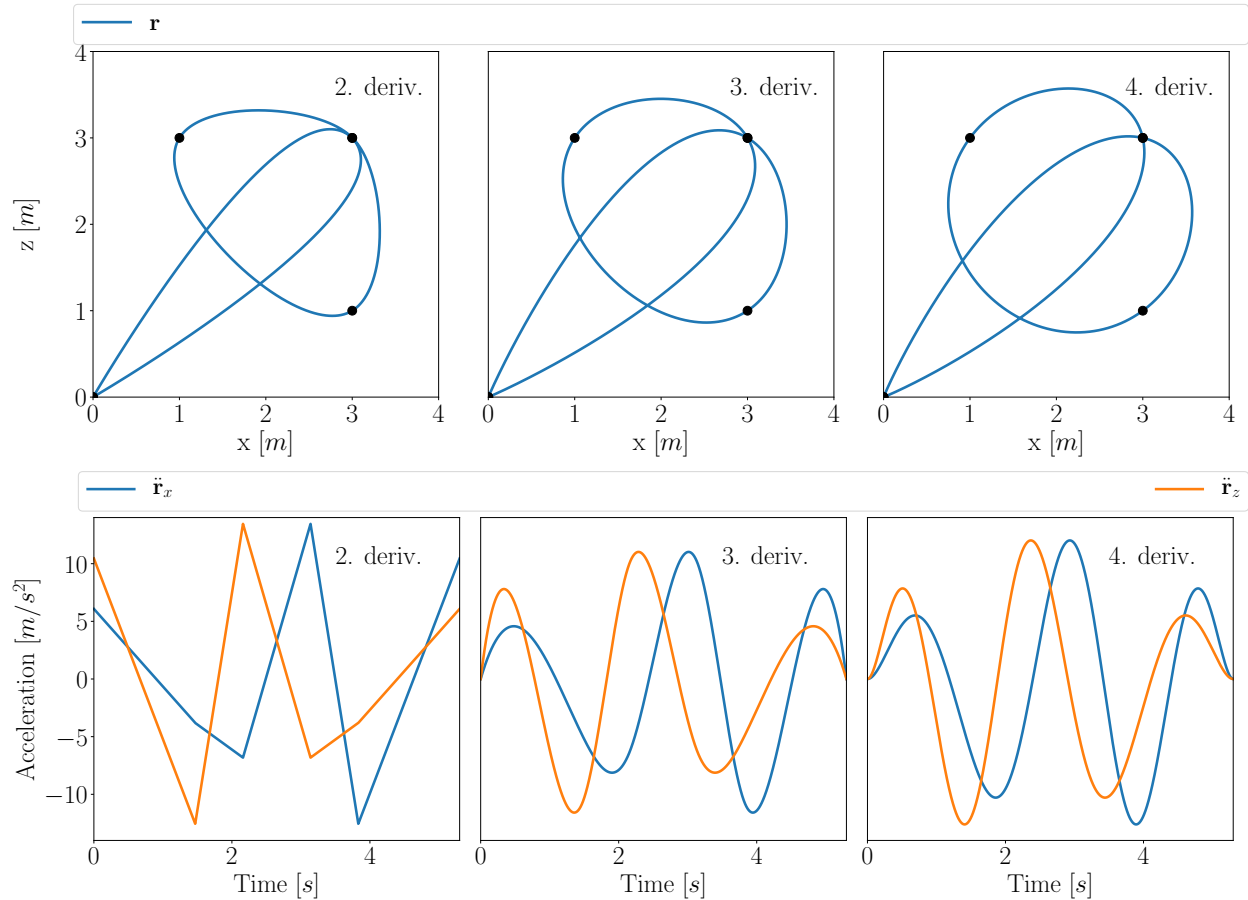 r
4
3
2
1
0
z [m]
2. deriv.
3. deriv.
4. deriv.
0 1 2 3 4
0 1 2 3 4
0 1 2 3 4
x [m]
x [m]
x [m]
r̈ₓ
r̈_z
10
5
0
−5
−10
Acceleration [m/s²]
2. deriv.
3. deriv.
4. deriv.
0 2 4
0 2 4
0 2 4
Time [s]
Time [s]
Time [s]